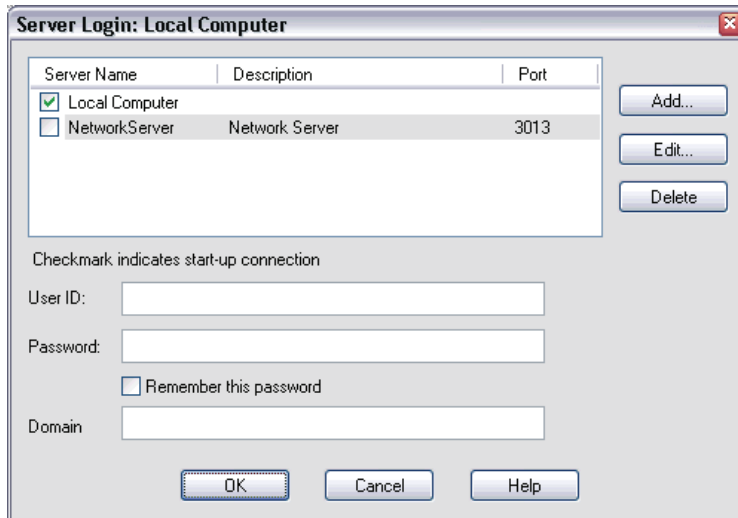 Server Login: Local Computer
Server Name Description Port
Local Computer
NetworkServer Network Server 3013
Add...
Edit...
Delete
Checkmark indicates start-up connection
User ID:
Password:
Remember this password
Domain
OK Cancel Help